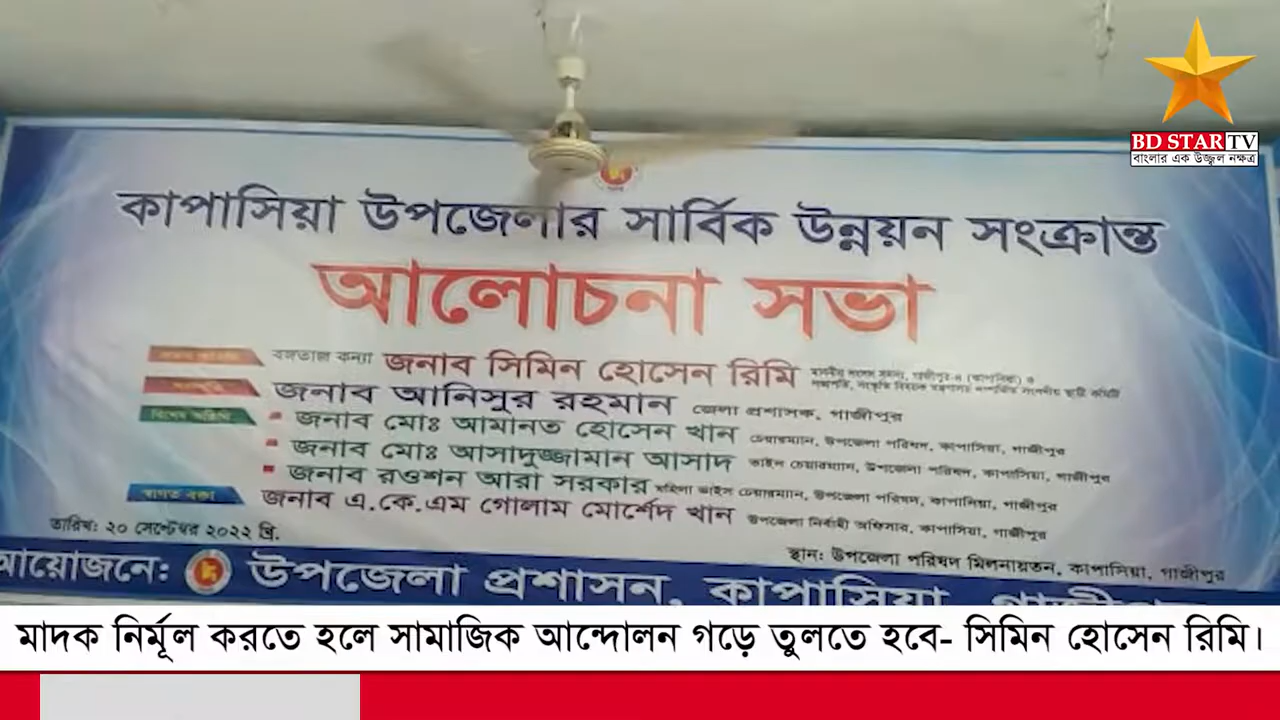 BD STAR TV
বাংলার এক উজ্জ্বল নক্ষত্র
কাপাসিয়া উপজেলার সার্বিক উন্নয়ন সংক্রান্ত
আলোচনা সভা
বঙ্গতাজ কন্যা জনাব সিমিন হোসেন রিমি
সভাপতি জনাব আনিসুর রহমান জেলা প্রশাসক, গাজীপুর
বিশেষ অতিথি জনাব মোঃ আমানত হোসেন খান চেয়ারম্যান, উপজেলা পরিষদ, কাপাসিয়া, গাজীপুর
জনাব মোঃ আসাদুজ্জামান আসাদ ভাইস চেয়ারম্যান, উপজেলা পরিষদ, কাপাসিয়া, গাজীপুর
জনাব রওশন আরা সরকার মহিলা ভাইস চেয়ারম্যান, উপজেলা পরিষদ, কাপাসিয়া, গাজীপুর
স্বাগত বক্তা জনাব এ.কে.এম গোলাম মোর্শেদ খান উপজেলা নির্বাহী অফিসার, কাপাসিয়া, গাজীপুর
তারিখ: ২০ সেপ্টেম্বর ২০২২ খ্রি.
স্থান: উপজেলা পরিষদ মিলনায়তন, কাপাসিয়া, গাজীপুর
আয়োজনে: উপজেলা প্রশাসন, কাপাসিয়া, গাজীপুর
মাদক নির্মূল করতে হলে সামাজিক আন্দোলন গড়ে তুলতে হবে- সিমিন হোসেন রিমি।